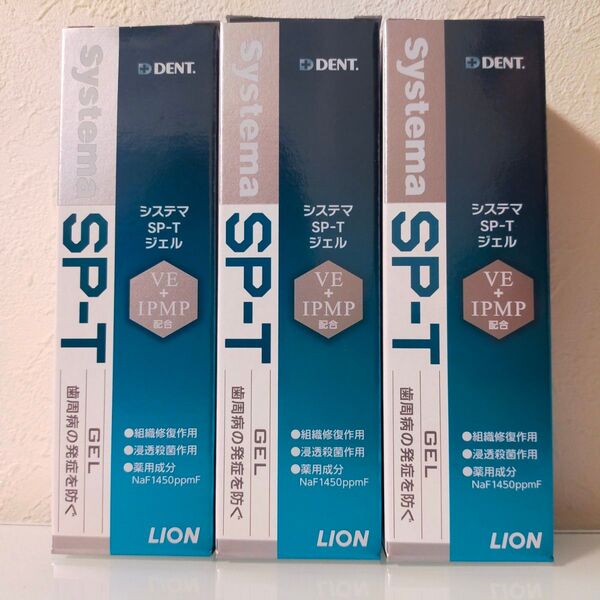 Systema
SP-T
GEL
歯周病の発症を防ぐ
DENT.
システマ
SP-T
ジェル
VE
+
IPMP
配合
●組織修復作用
●浸透殺菌作用
●薬用成分
NaF1450ppmF
LION
Systema
SP-T
GEL
歯周病の発症を防ぐ
DENT.
システマ
SP-T
ジェル
VE
+
IPMP
配合
●組織修復作用
●浸透殺菌作用
●薬用成分
NaF1450ppmF
LION
Systema
SP-T
GEL
歯周病の発症を防ぐ
DENT.
システマ
SP-T
ジェル
VE
+
IPMP
配合
●組織修復作用
●浸透殺菌作用
●薬用成分
NaF1450ppmF
LION